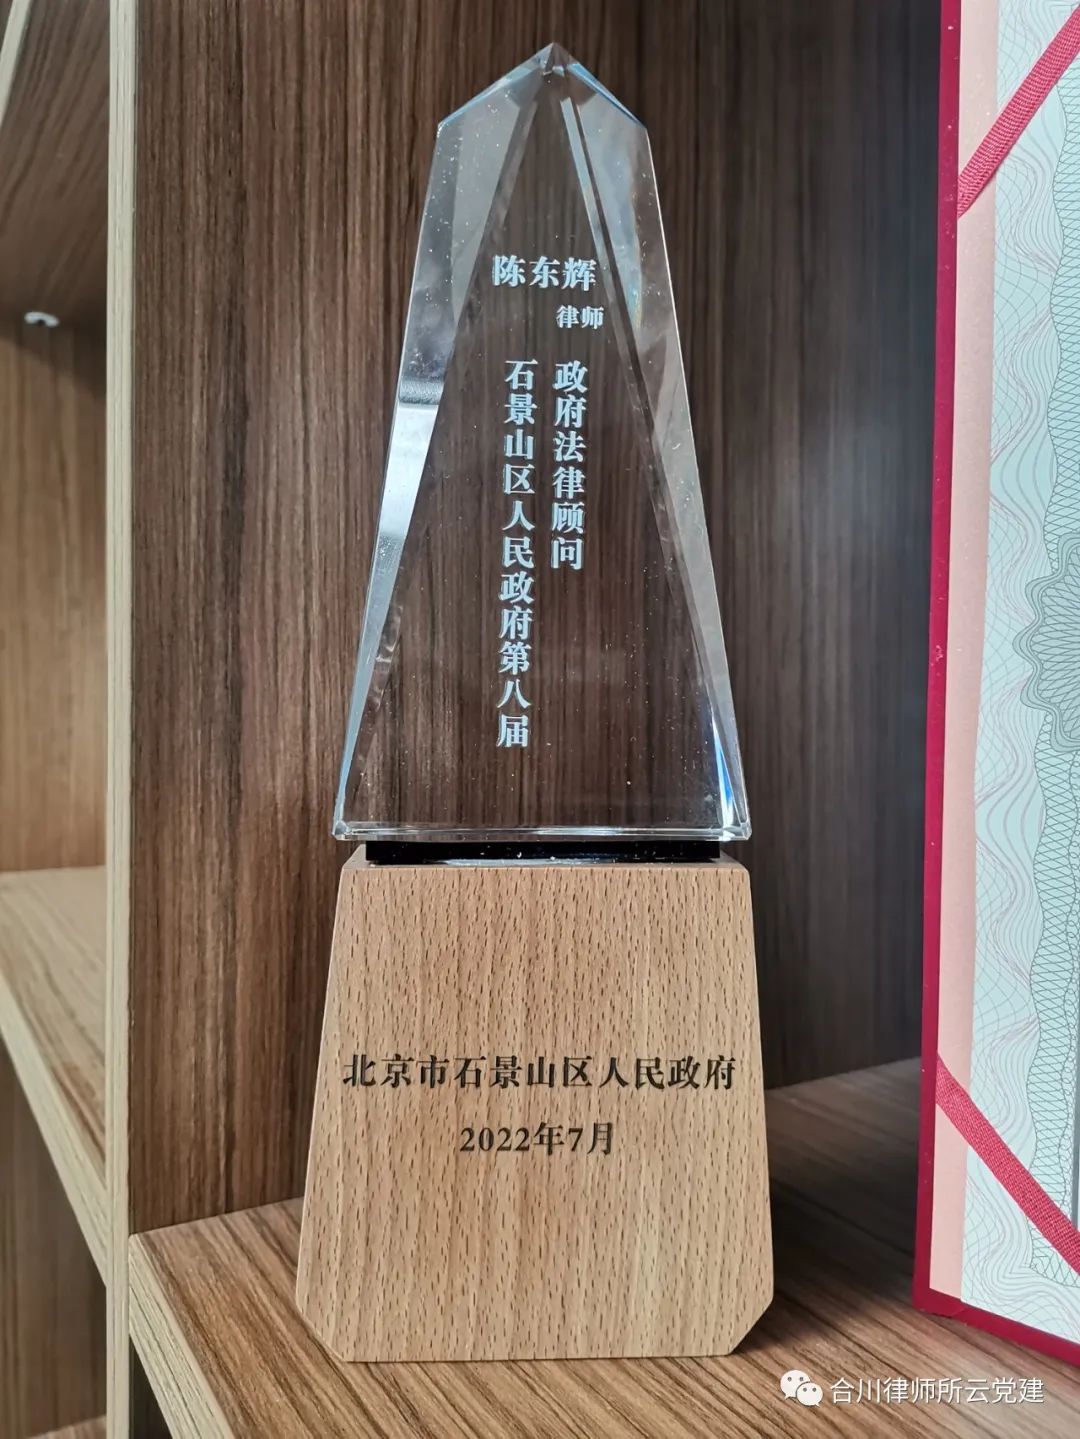 陈东辉
律师
石景山区人民政府第八届
政府法律顾问
北京市石景山区人民政府
2022年7月
合川律师所云党建